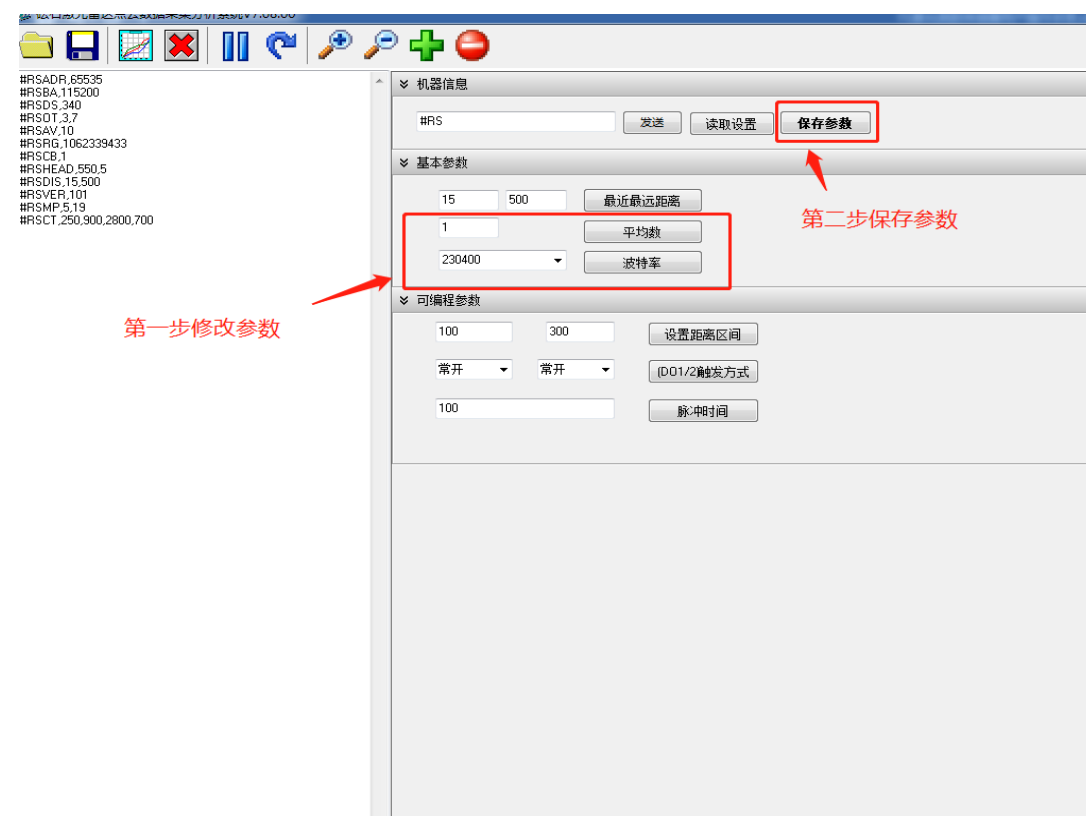 #RSADR,65535
#RSBA,115200
#RSDS,340
#RSOT,3,7
#RSAV,10
#RSRG,1062339433
#RSCB,1
#RSHEAD,550,5
#RSDIS,15,500
#RSVER,101
#RSMP,5,19
#RSCT,250,900,2800,700
机器信息
#RS 发送 读取设置 保存参数
基本参数
15 500 最近最远距离
1 平均数
230400 波特率
第二步保存参数
第一步修改参数
可编程参数
100 300 设置距离区间
常开 常开 (DO1/2触发方式
100 脉冲时间